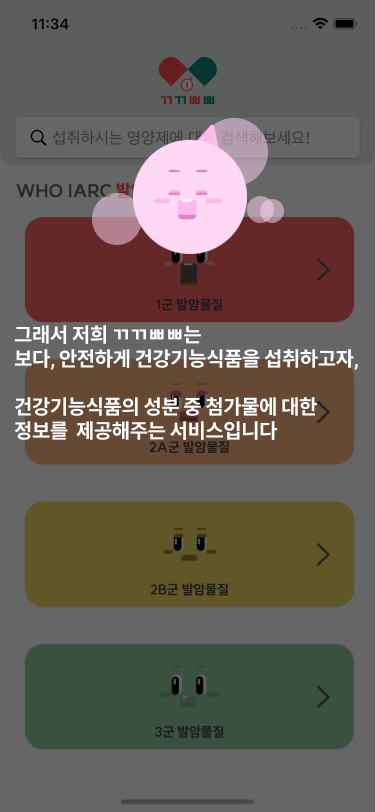 11:34
ㄲㄲㅃㅃ
섭취하시는 영양제에 대 검색해보세요!
WHO IARC 발
1군 발암물질
그래서 저희 ㄲㄲㅃㅃ는
보다, 안전하게 건강기능식품을 섭취하고자,
건강기능식품의 성분 중 첨가물에 대한
정보를 제공해주는 서비스입니다
2A군 발암물질
2B군 발암물질
3군 발암물질